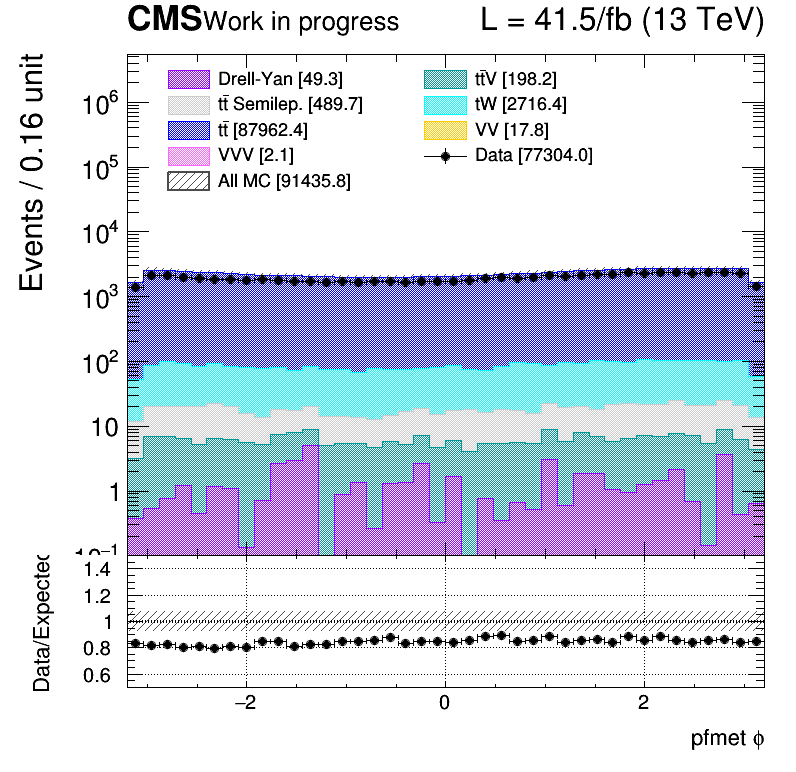 CMS Work in progress L = 41.5/fb (13 TeV)
Events / 0.16 unit
Drell-Yan [49.3]
tt̄ Semilep. [489.7]
tt̄ [87962.4]
VVV [2.1]
All MC [91435.8]
tt̄V [198.2]
tW [2716.4]
VV [17.8]
Data [77304.0]
10⁶
10⁵
10⁴
10³
10²
10
1
10⁻¹
Data/Expected
1.4
1.2
1
0.8
0.6
−2 0 2
pfmet ϕ